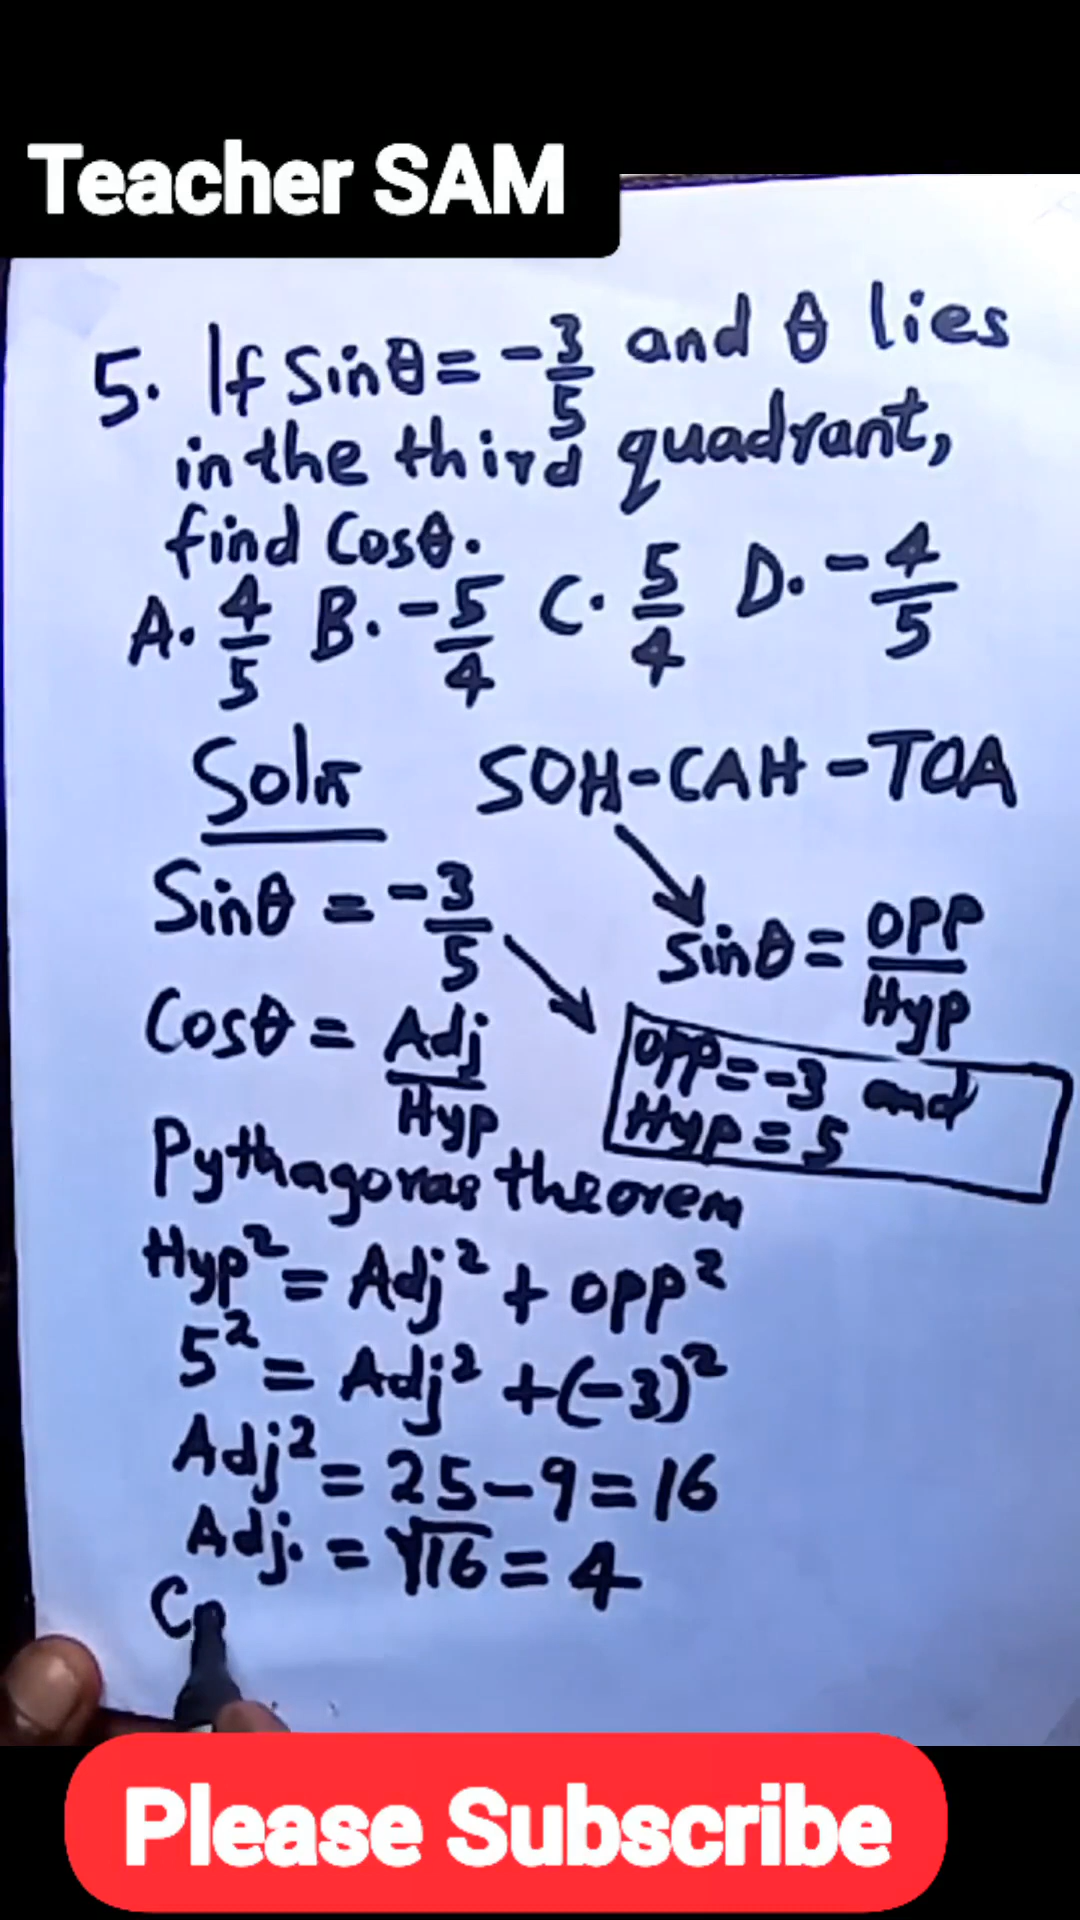 Teacher SAM
5. If Sinθ = -3/5 and θ lies
in the third quadrant,
find Cosθ.
A. 4/5 B. -5/4 C. 5/4 D. -4/5
Soln SOH-CAH-TOA
Sinθ = -3/5
Sinθ = OPP/Hyp
Cosθ = Adj/Hyp
OPP = -3 and
Hyp = 5
Pythagoras theorem
Hyp² = Adj² + OPP²
5² = Adj² + (-3)²
Adj² = 25-9 = 16
Adj. = √16 = 4
Co
Please Subscribe